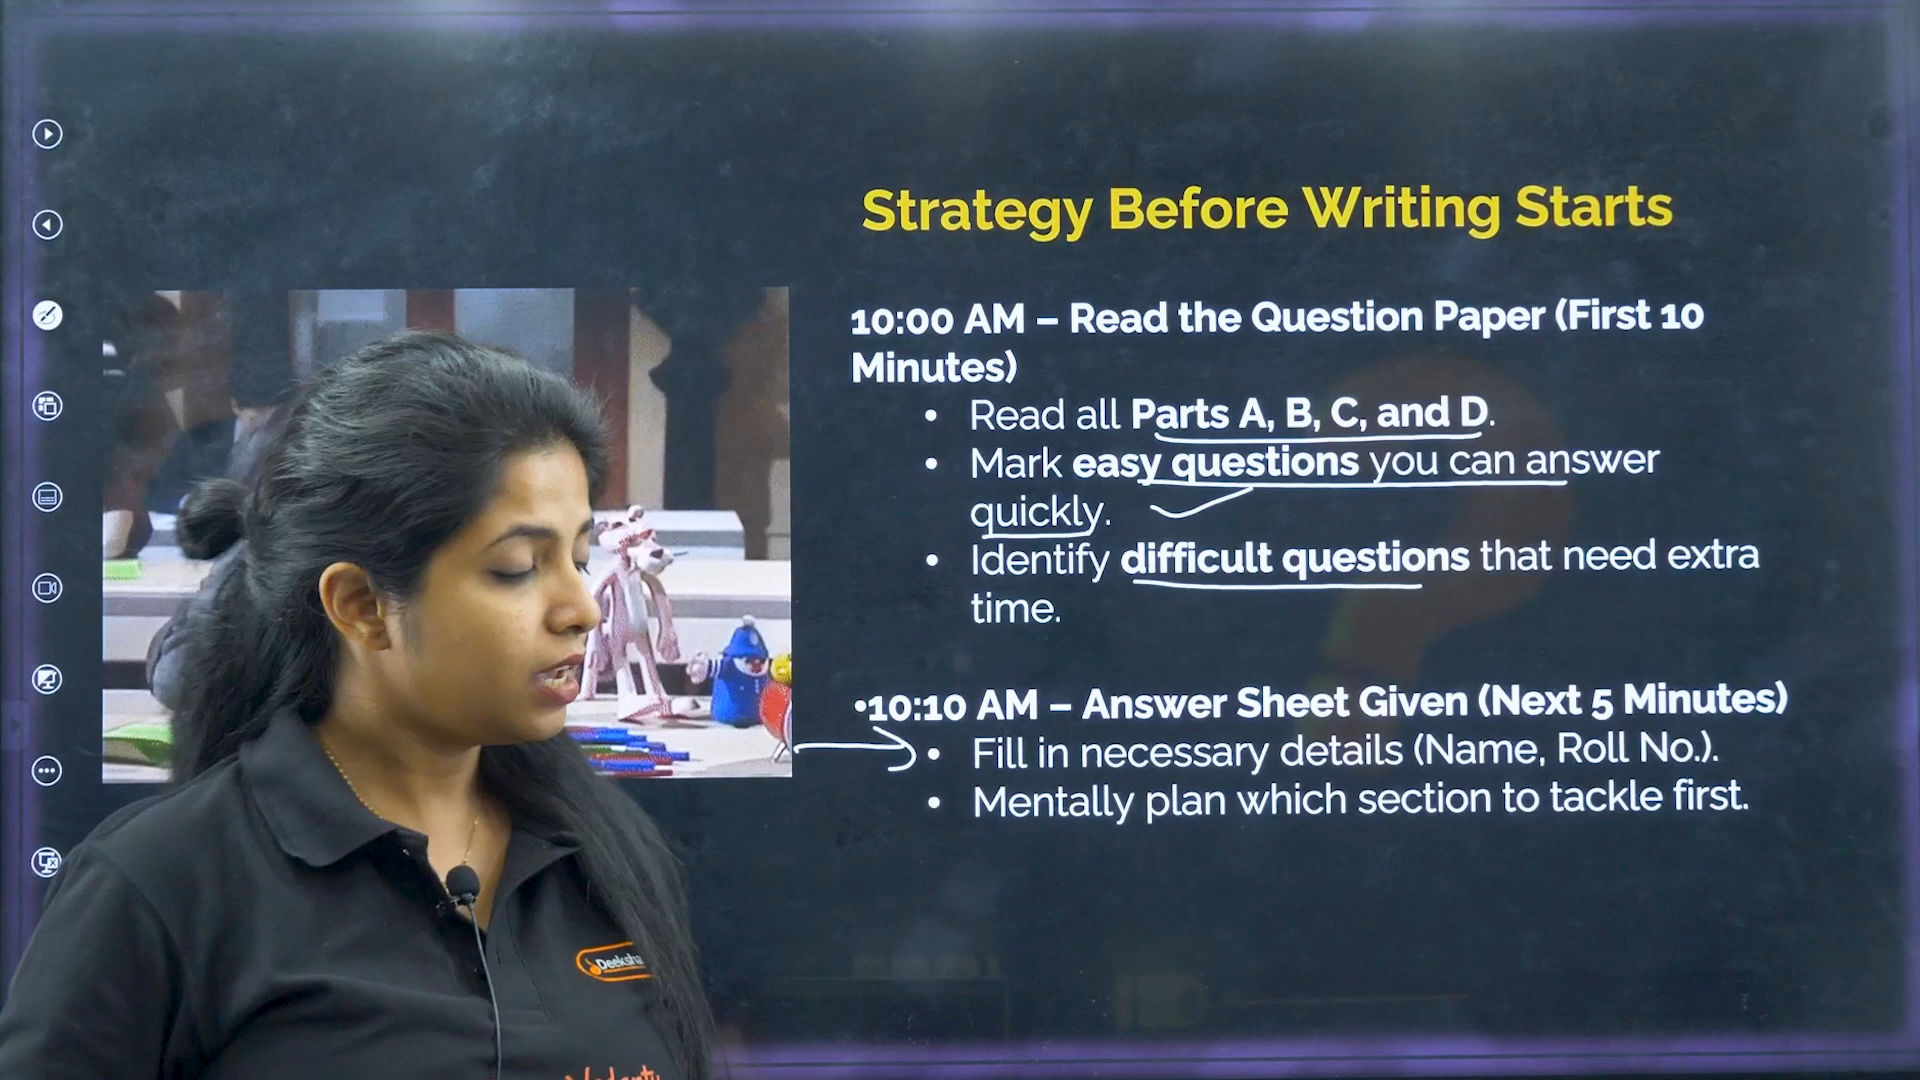 Strategy Before Writing Starts
10:00 AM – Read the Question Paper (First 10
Minutes)
• Read all Parts A, B, C, and D.
• Mark easy questions you can answer
quickly.
• Identify difficult questions that need extra
time.
•10:10 AM – Answer Sheet Given (Next 5 Minutes)
• Fill in necessary details (Name, Roll No.).
• Mentally plan which section to tackle first.
Deeksha